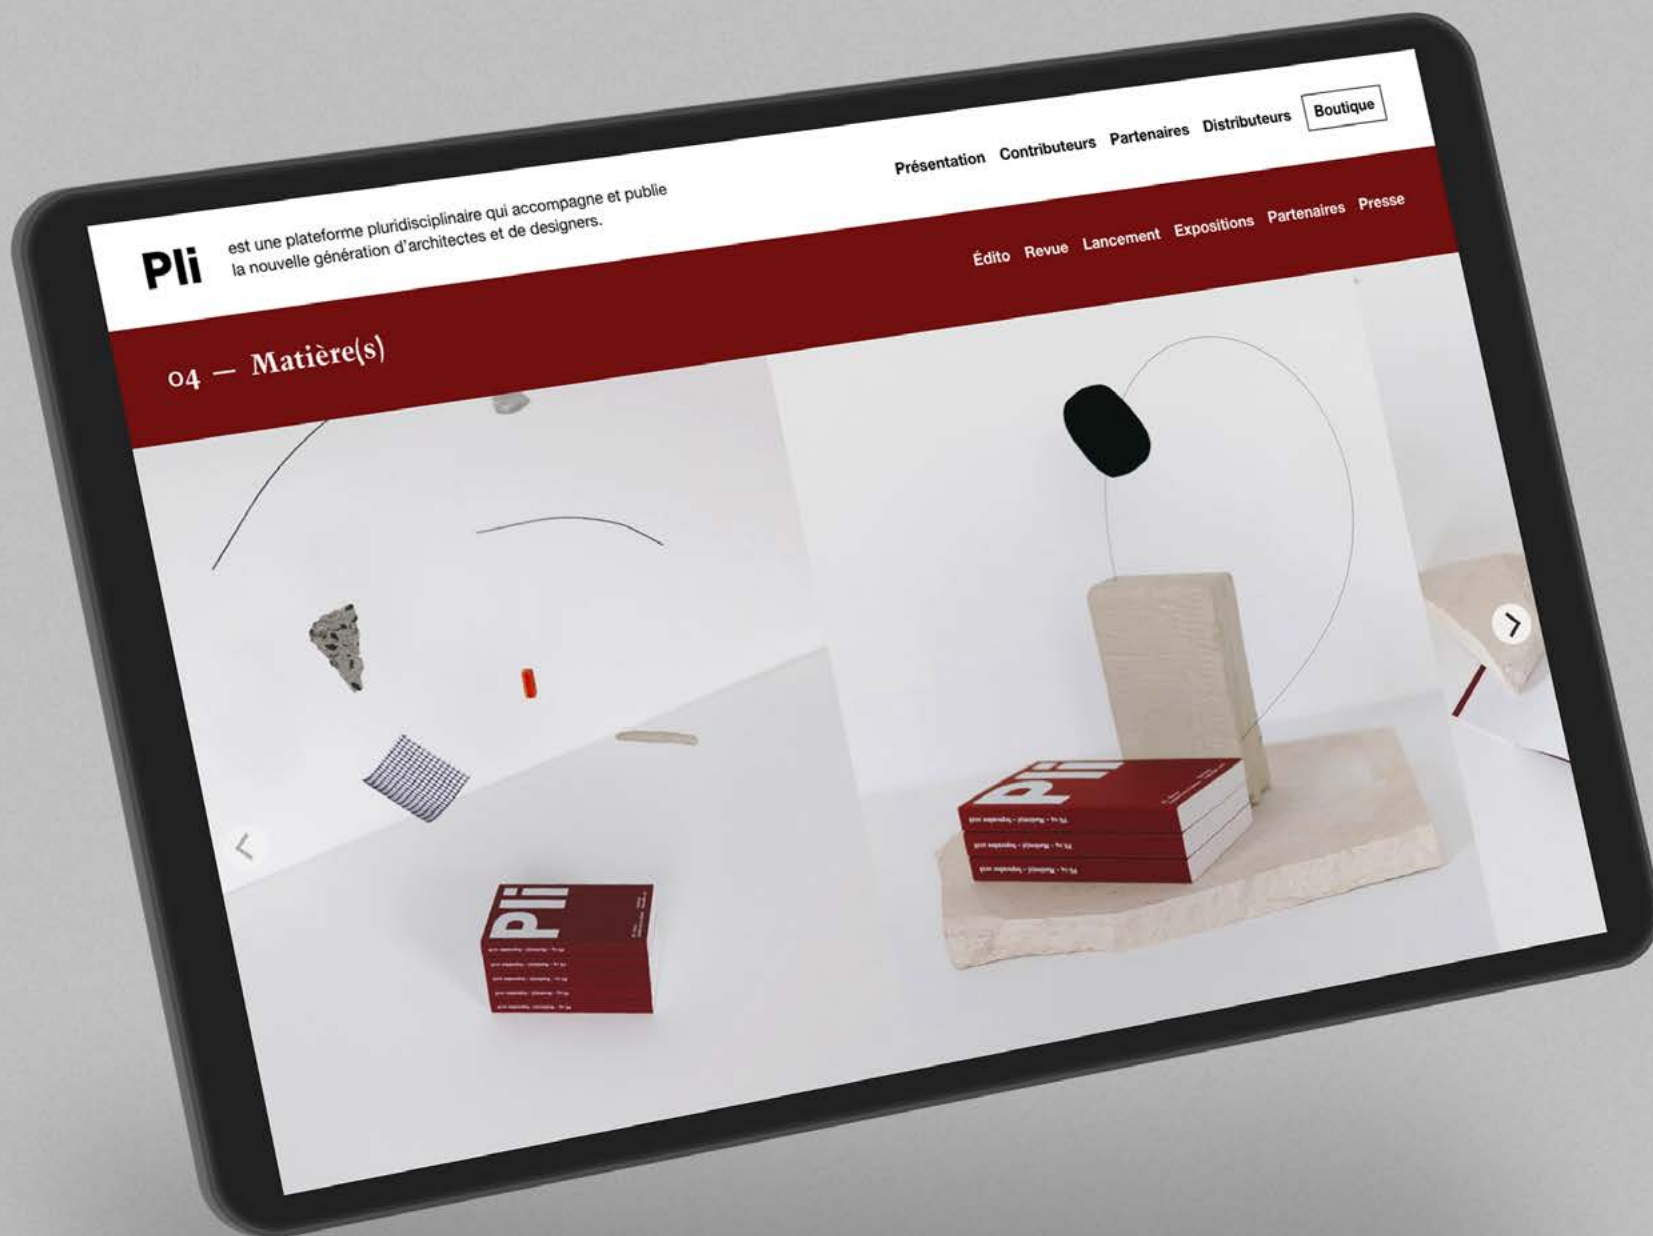 Pli
est une plateforme pluridisciplinaire qui accompagne et publie
la nouvelle génération d’architectes et de designers.
Présentation Contributeurs Partenaires Distributeurs Boutique
04 — Matière(s)
Édito Revue Lancement Expositions Partenaires Presse
Pli
Pli